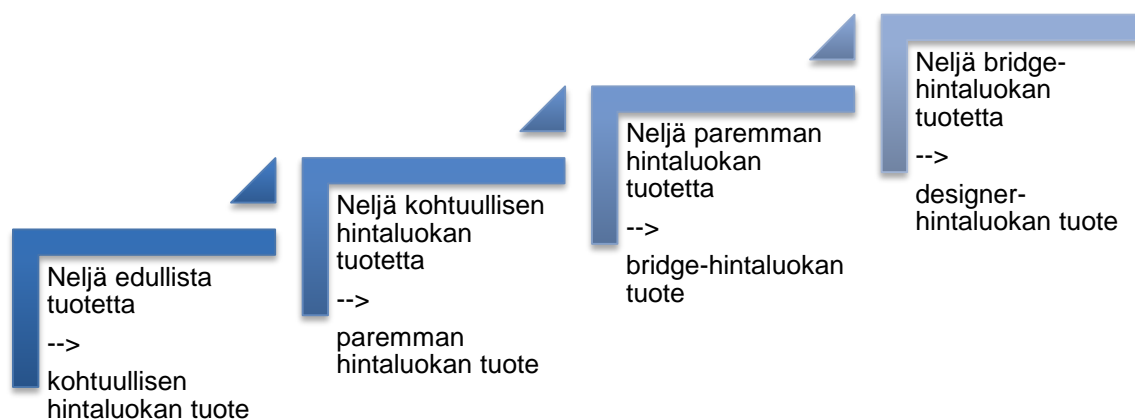 Neljä edullista
tuotetta
-->
kohtuullisen
hintaluokan tuote
Neljä kohtuullisen
hintaluokan
tuotetta
-->
paremman
hintaluokan tuote
Neljä paremman
hintaluokan
tuotetta
-->
bridge-hintaluokan
tuote
Neljä bridge-
hintaluokan
tuotetta
-->
designer-
hintaluokan tuote